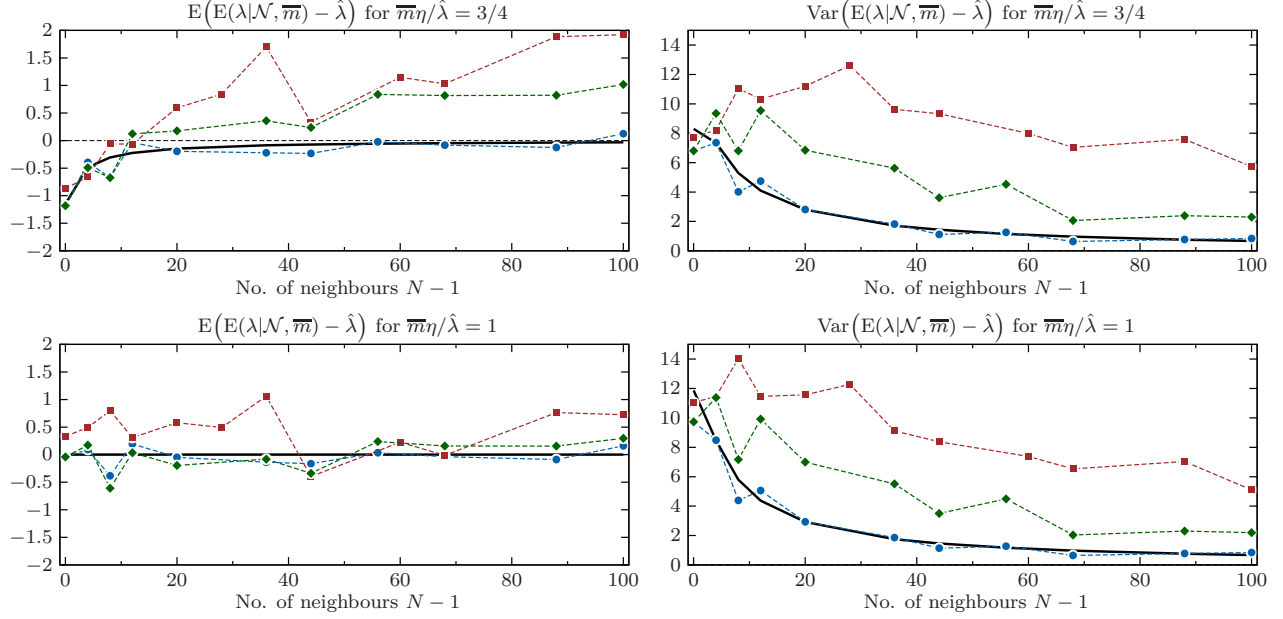 E(E(λ|𝒩, m̅) − λ̂) for m̅η/λ̂ = 3/4
2
1.5
1
0.5
0
−0.5
−1
−1.5
−2
0 20 40 60 80 100
No. of neighbours N − 1
Var(E(λ|𝒩, m̅) − λ̂) for m̅η/λ̂ = 3/4
14
12
10
8
6
4
2
0
0 20 40 60 80 100
No. of neighbours N − 1
E(E(λ|𝒩, m̅) − λ̂) for m̅η/λ̂ = 1
2
1.5
1
0.5
0
−0.5
−1
−1.5
−2
0 20 40 60 80 100
No. of neighbours N − 1
Var(E(λ|𝒩, m̅) − λ̂) for m̅η/λ̂ = 1
14
12
10
8
6
4
2
0
0 20 40 60 80 100
No. of neighbours N − 1